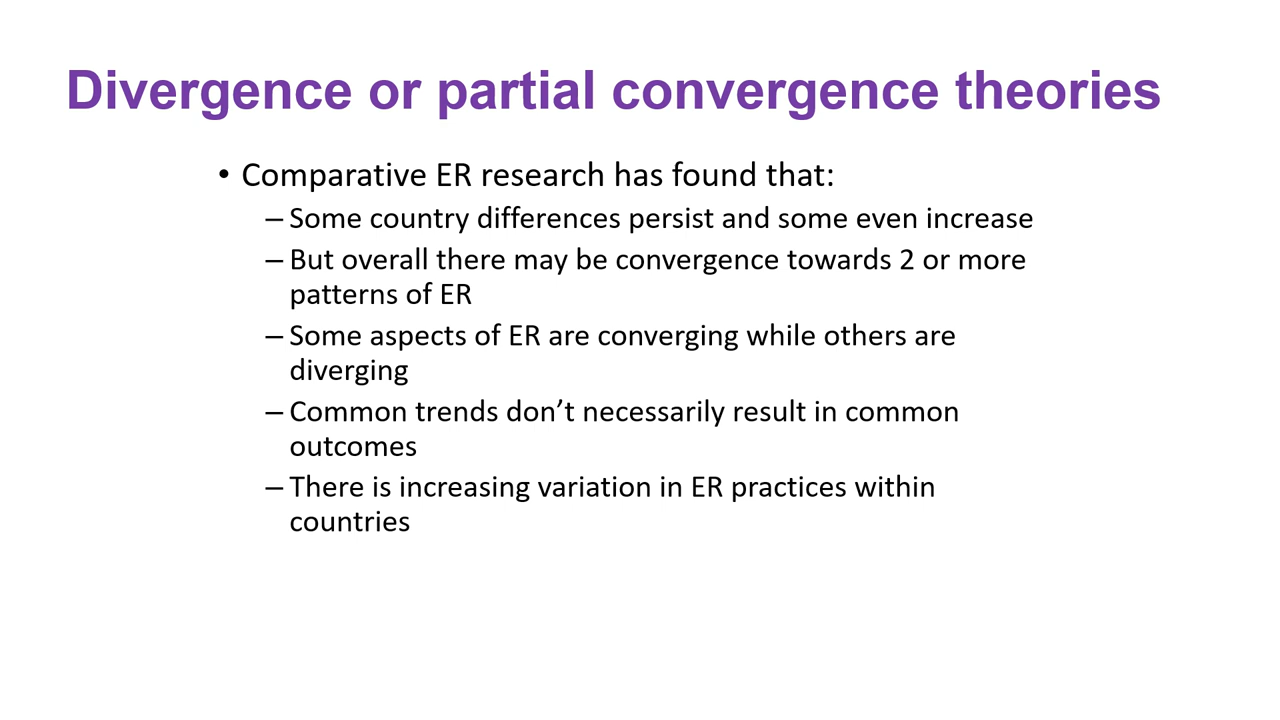 Divergence or partial convergence theories
• Comparative ER research has found that:
– Some country differences persist and some even increase
– But overall there may be convergence towards 2 or more
patterns of ER
– Some aspects of ER are converging while others are
diverging
– Common trends don’t necessarily result in common
outcomes
– There is increasing variation in ER practices within
countries